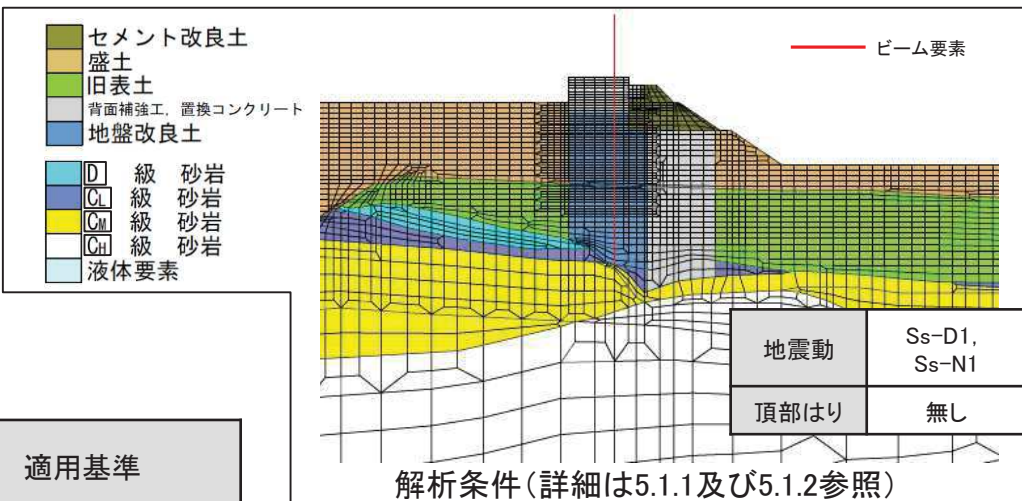 セメント改良土
盛土
旧表土
背面補強工，置換コンクリート
地盤改良土
D 級 砂岩
CL 級 砂岩
CM 級 砂岩
CH 級 砂岩
液体要素
ビーム要素
地震動 Ss-D1,
Ss-N1
頂部はり 無し
適用基準
解析条件（詳細は5.1.1及び5.1.2参照）